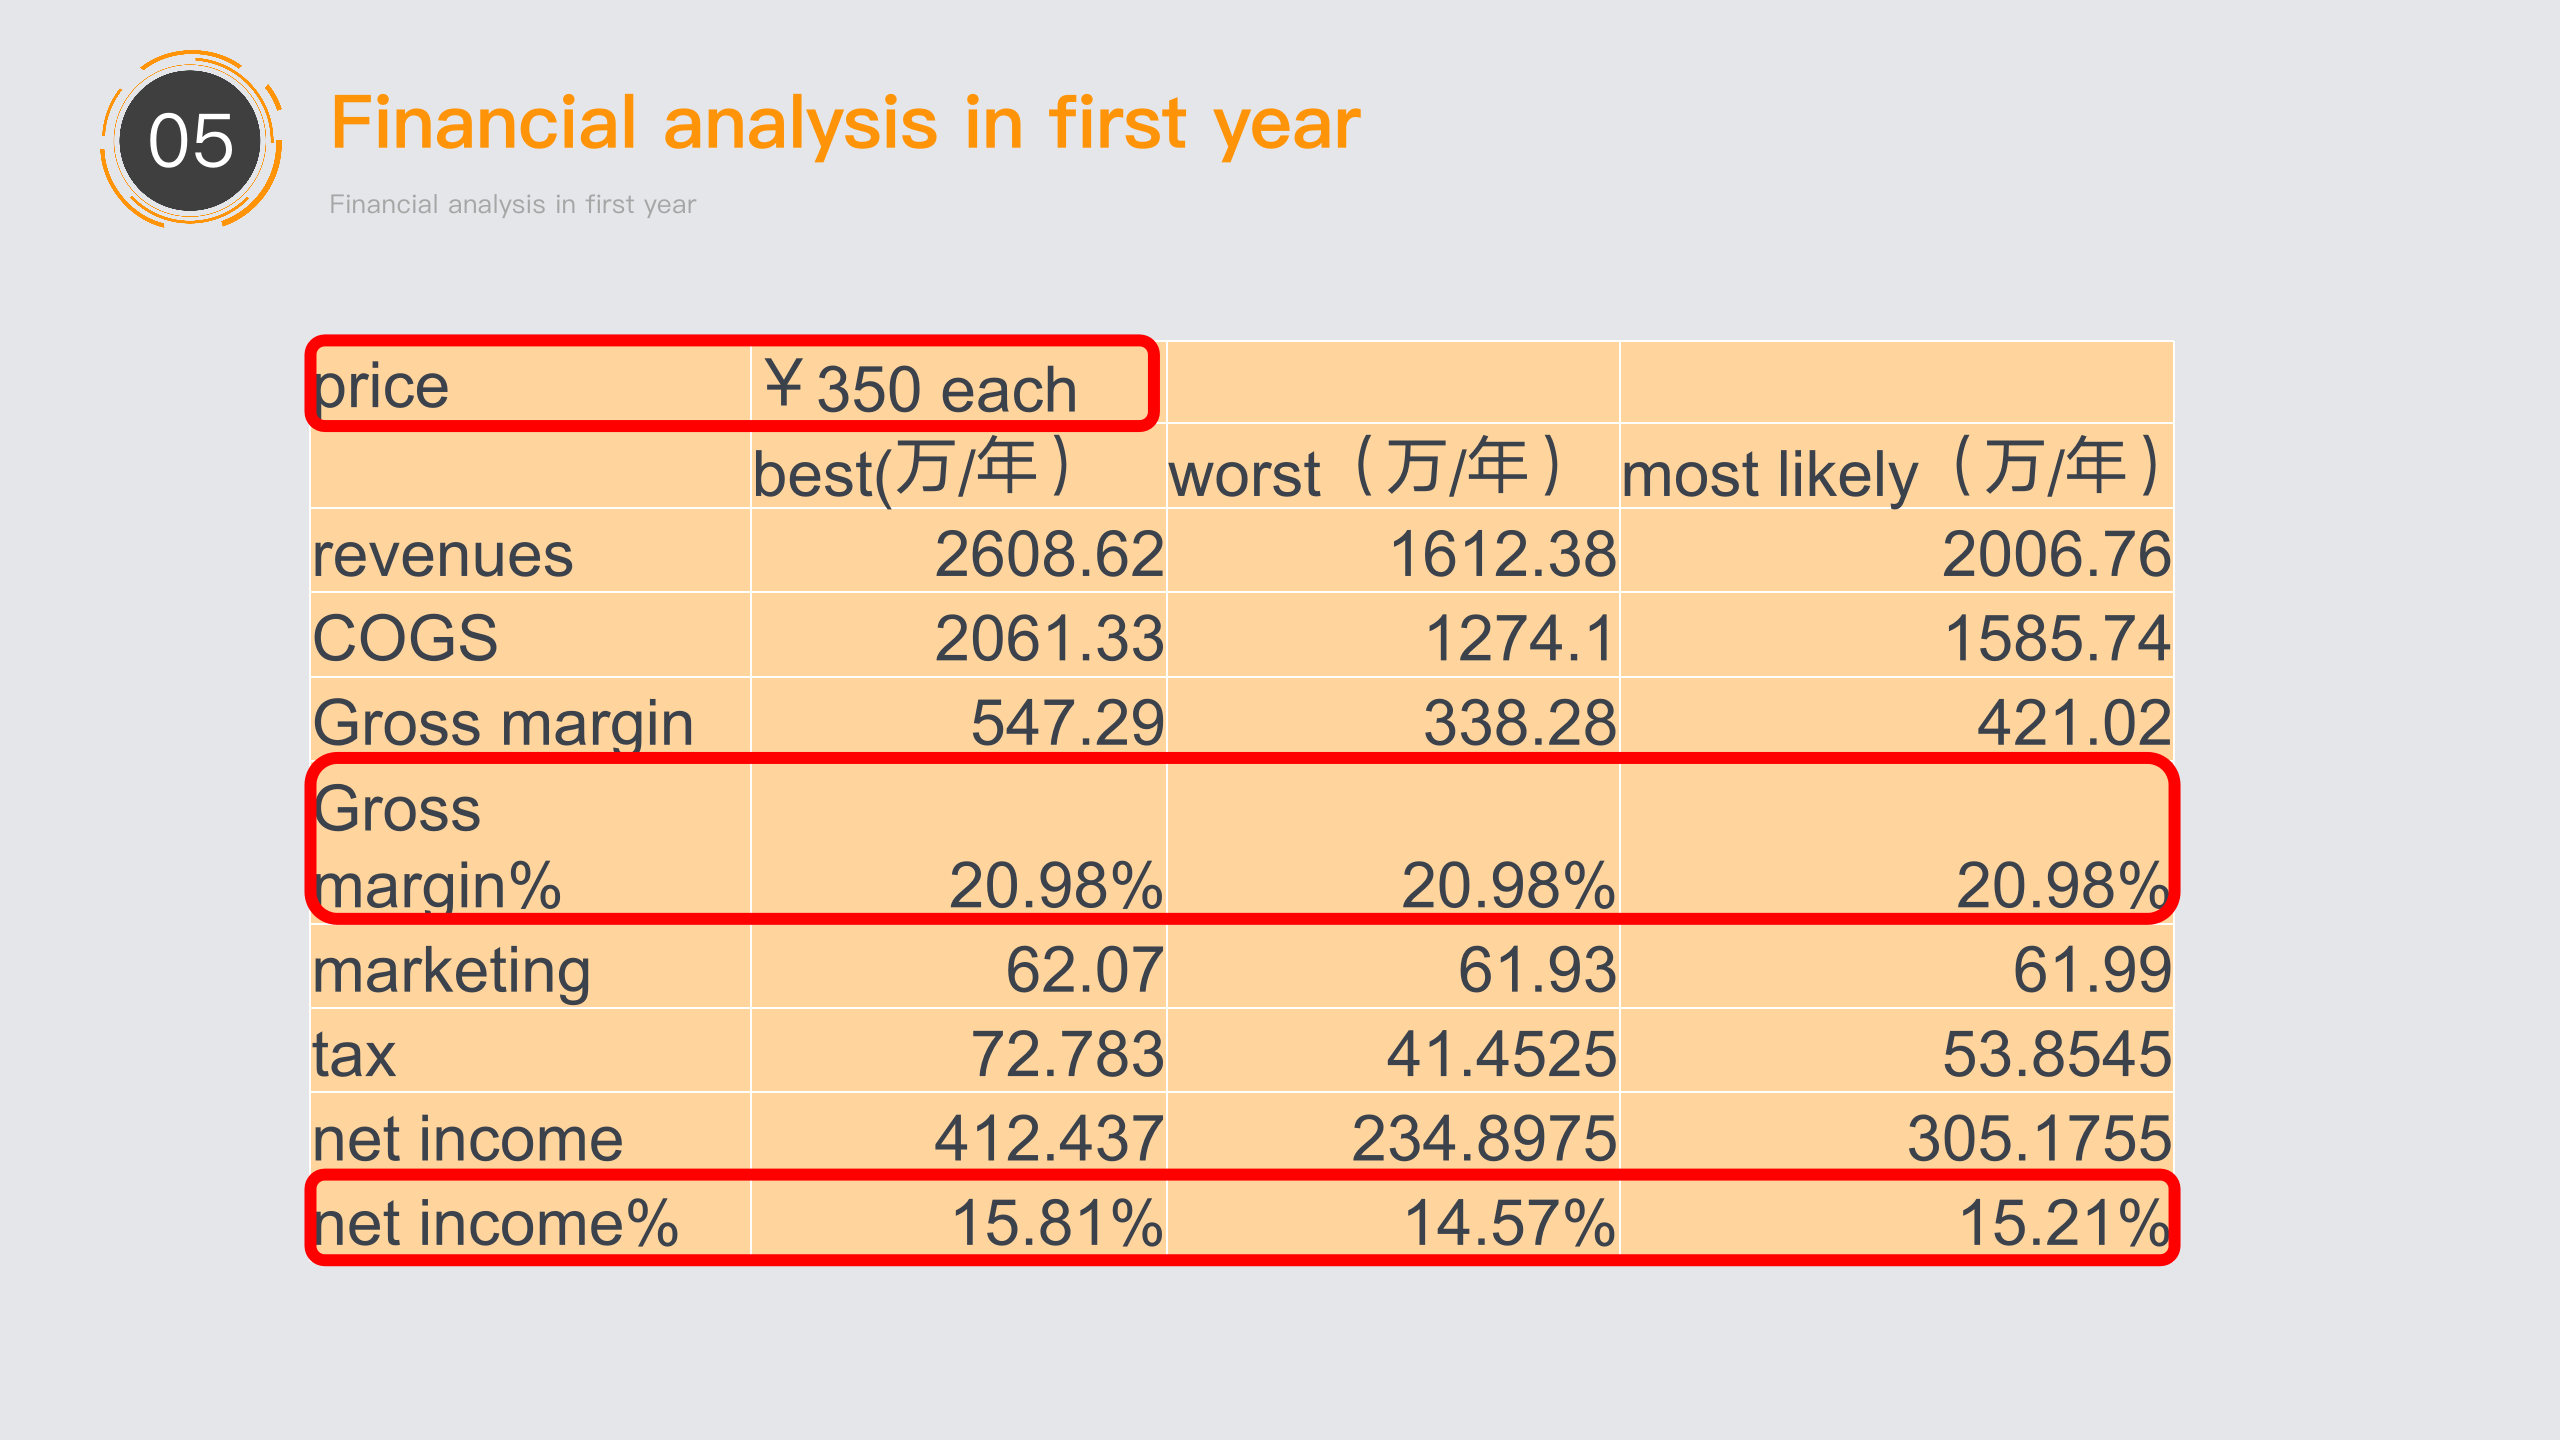 05
Financial analysis in first year
Financial analysis in first year
price ￥350 each
best(万/年） worst（万/年） most likely（万/年）
revenues 2608.62 1612.38 2006.76
COGS 2061.33 1274.1 1585.74
Gross margin 547.29 338.28 421.02
Gross
margin% 20.98% 20.98% 20.98%
marketing 62.07 61.93 61.99
tax 72.783 41.4525 53.8545
net income 412.437 234.8975 305.1755
net income% 15.81% 14.57% 15.21%